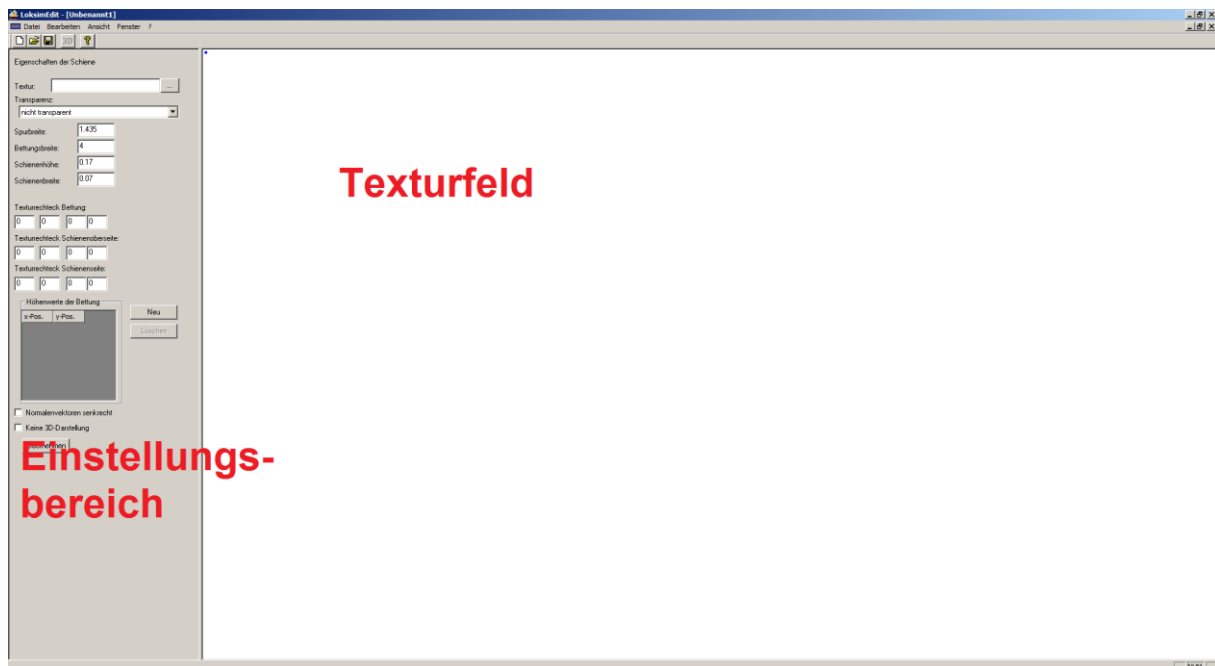 LoksimEdit - [Unbenannt1]
Datei Bearbeiten Ansicht Fenster ?
3D
Eigenschaften der Schiene
Textur: ...
Transparenz:
nicht transparent
Spurbreite: 1.435
Bettungsbreite: 4
Schienenhöhe: 0.17
Schienenbreite: 0.07
Texturrechteck Bettung:
0 0 0 0
Texturrechteck Schienenoberseite:
0 0 0 0
Texturrechteck Schienenseite:
0 0 0 0
Höhenwerte der Bettung
x-Pos. y-Pos.
Neu
Löschen
Normalenvektoren senkrecht
Keine 3D-Darstellung
Einstellungs-
bereich
Texturfeld